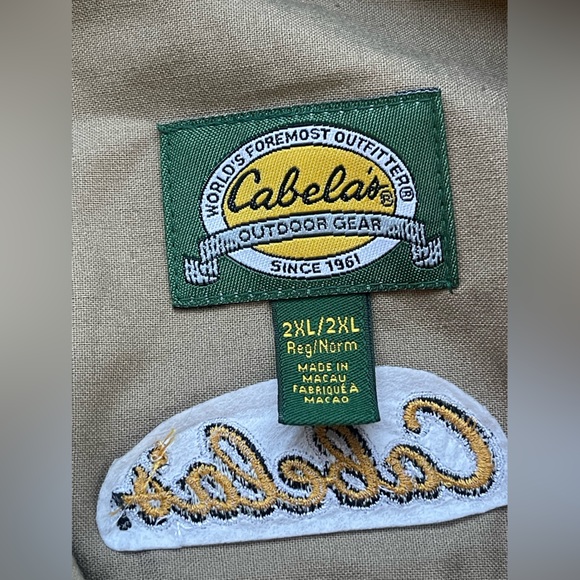 WORLD'S FOREMOST OUTFITTER®
Cabela's®
OUTDOOR GEAR
SINCE 1961
2XL/2XL
Reg/Norm
MADE IN
MACAU
FABRIQUÉ À
MACAO
Cabela's